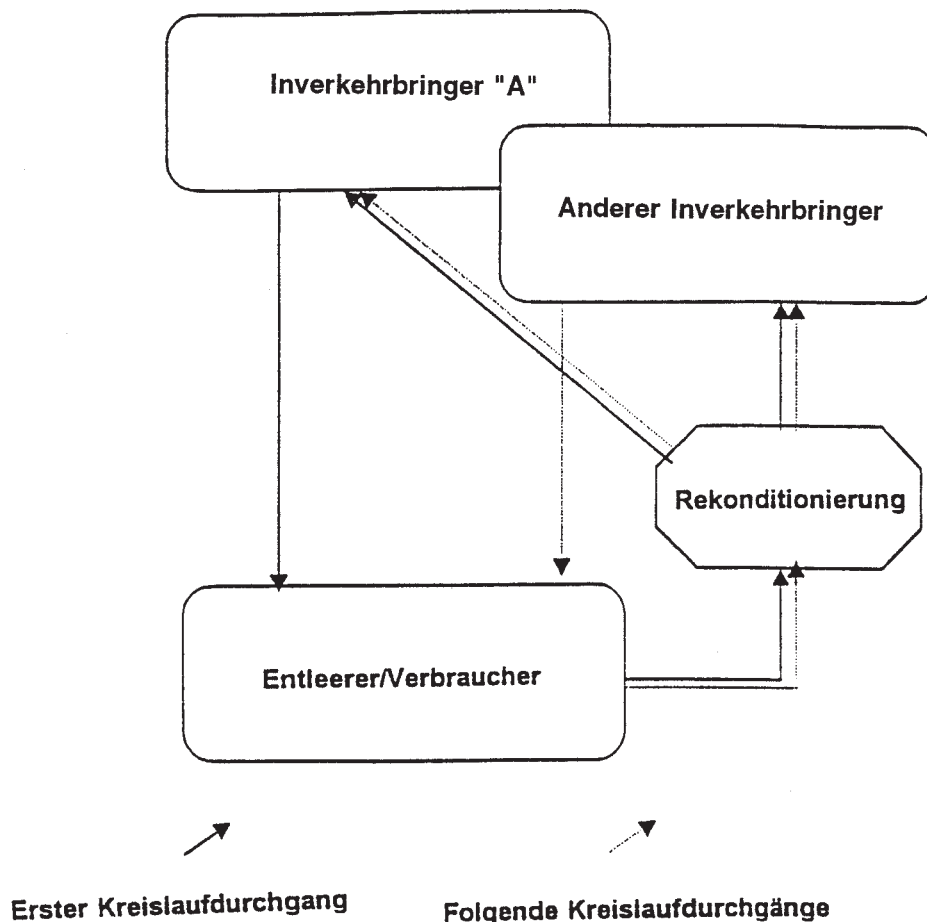 Inverkehrbringer "A"
Anderer Inverkehrbringer
Rekonditionierung
Entleerer/Verbraucher
Erster Kreislaufdurchgang
Folgende Kreislaufdurchgänge